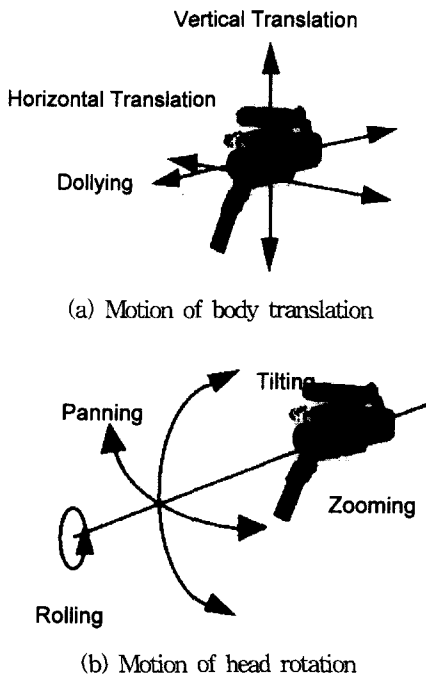 Vertical Translation
Horizontal Translation
Dollying
(a) Motion of body translation
Tilting
Panning
Zooming
Rolling
(b) Motion of head rotation